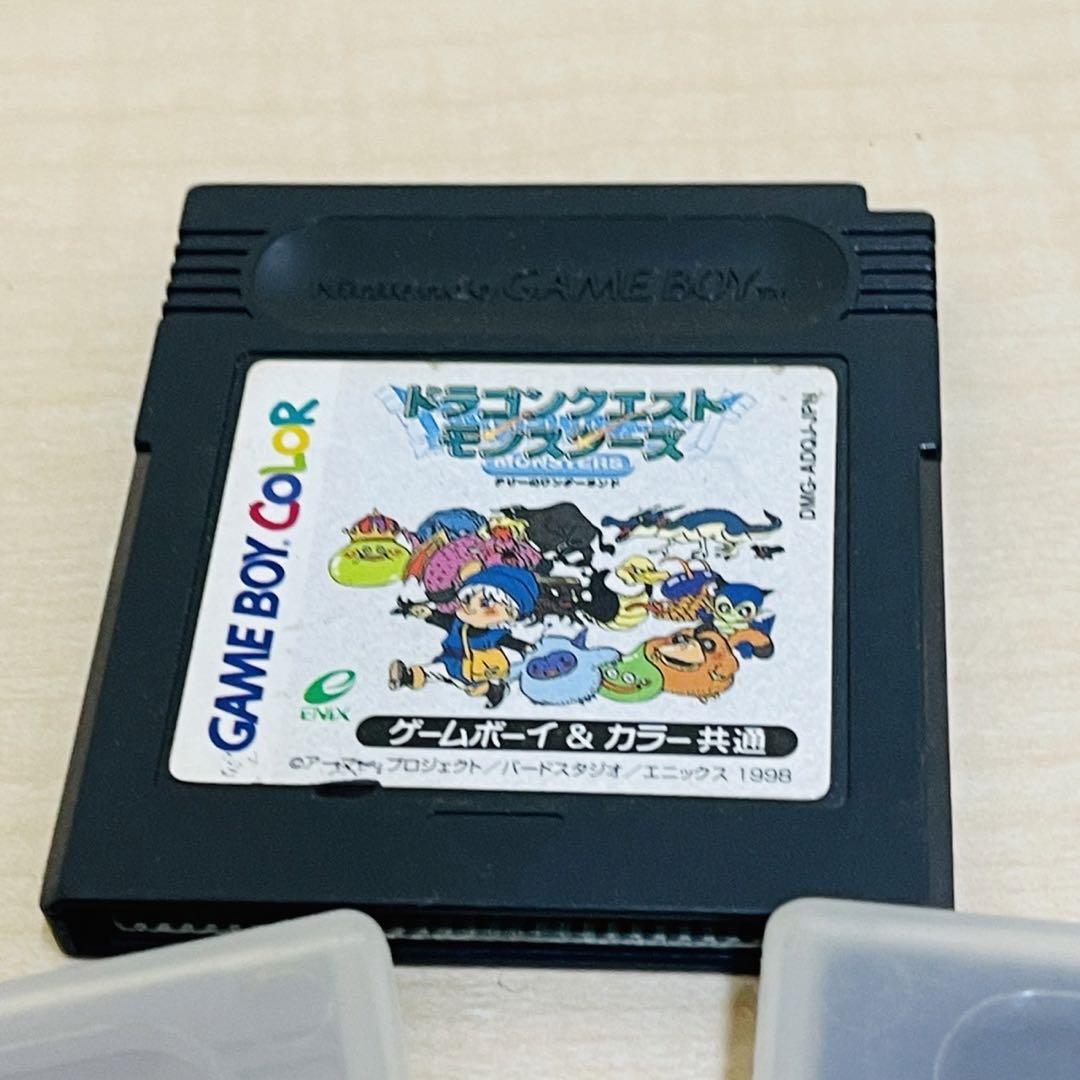 Nintendo GAME BOY TM
GAME BOY COLOR
ドラゴンクエスト
モンスターズ
MONSTERS
テリーのワンダーランド
DMG-ADQJ-JPN
ENIX
ゲームボーイ & カラー共通
©アーマープロジェクト/バードスタジオ/エニックス 1998